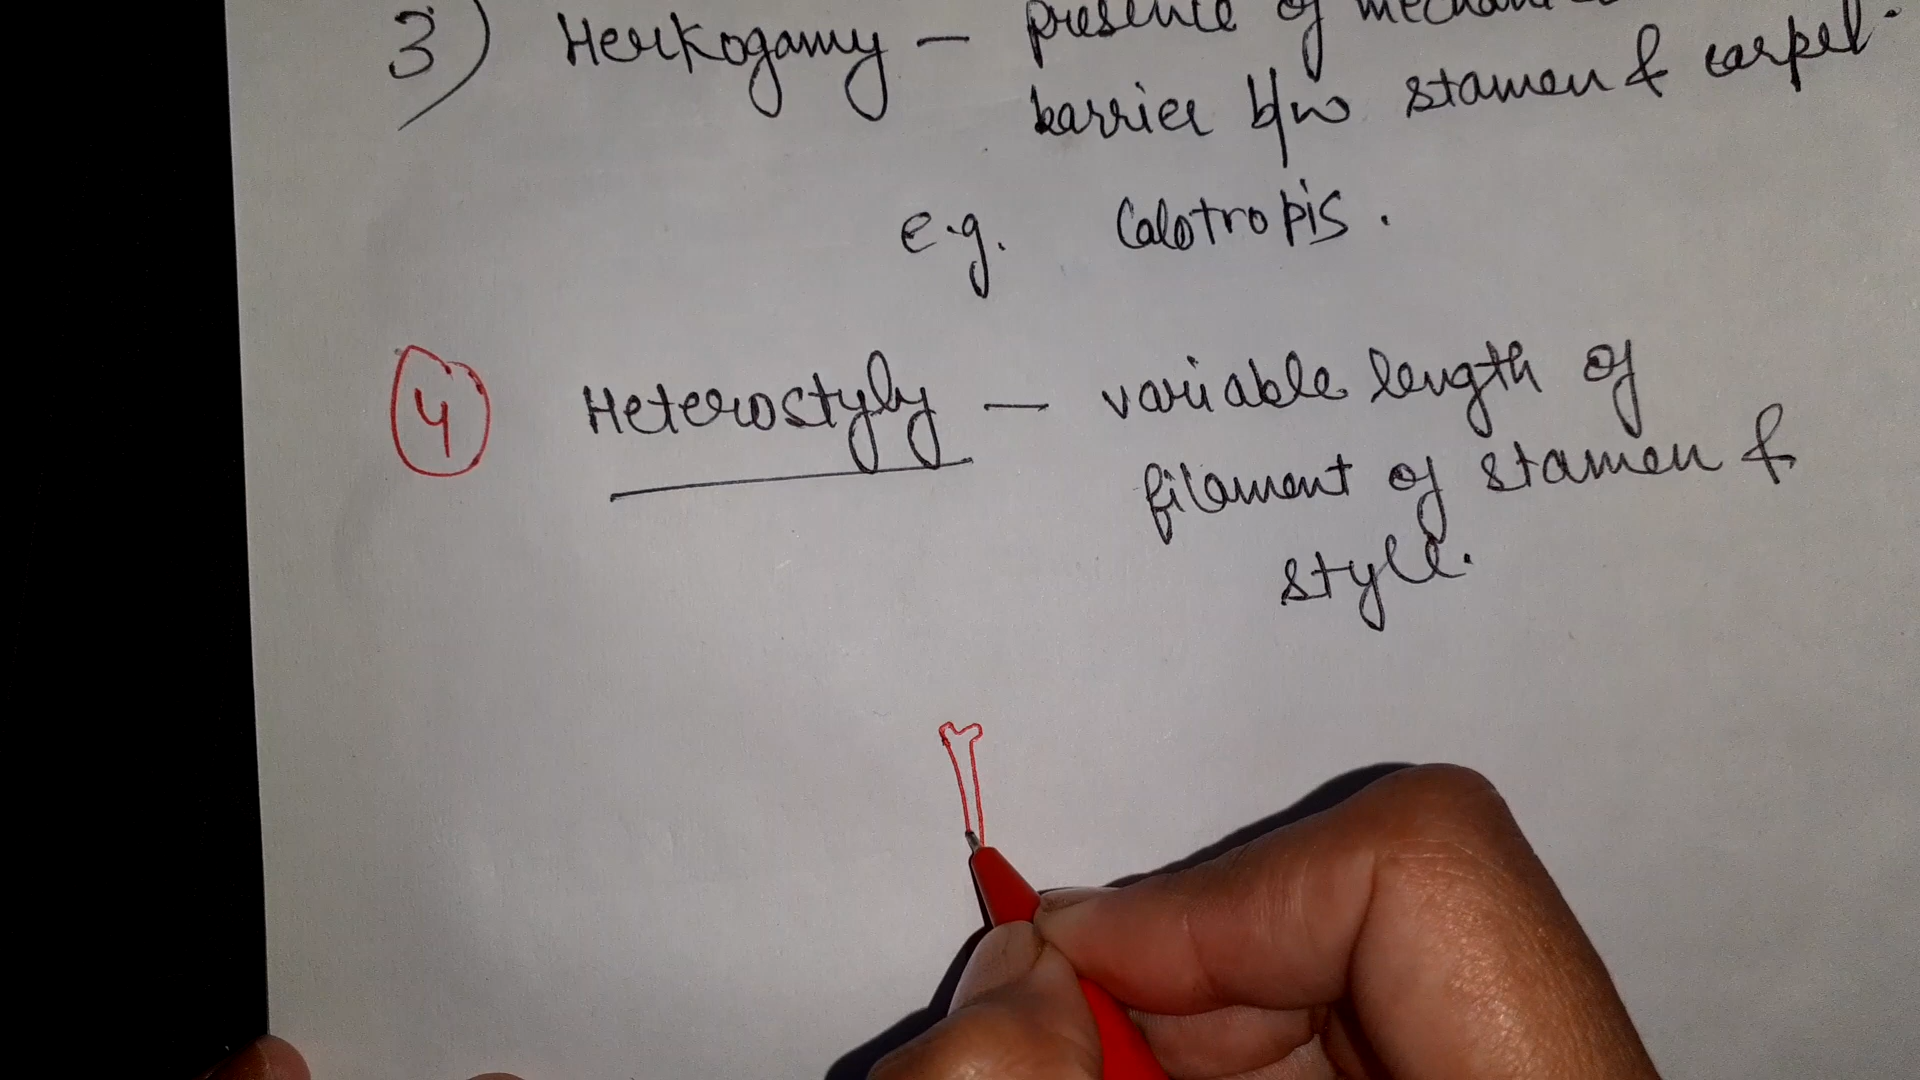 3) Herkogamy — presence of
barrier b/w stamen & carpel.
e.g. Calotropis.
4 Heterostyly — variable length of
filament of stamen &
style.